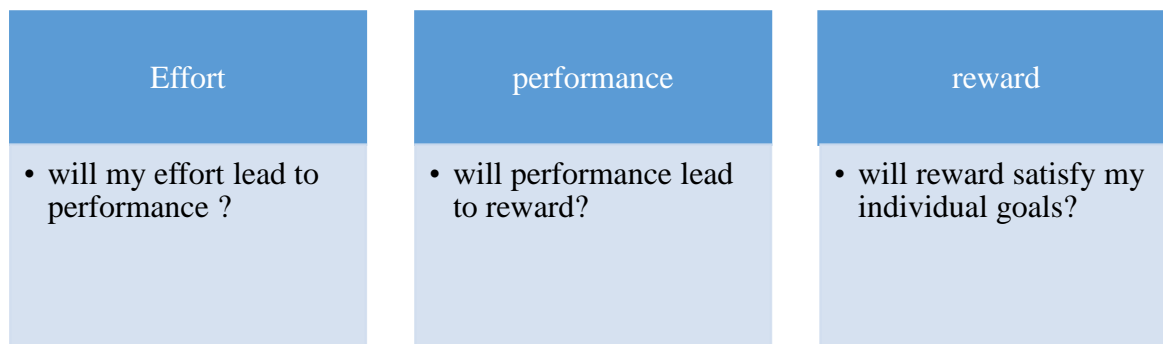 Effort
• will my effort lead to
performance ?
performance
• will performance lead
to reward?
reward
• will reward satisfy my
individual goals?